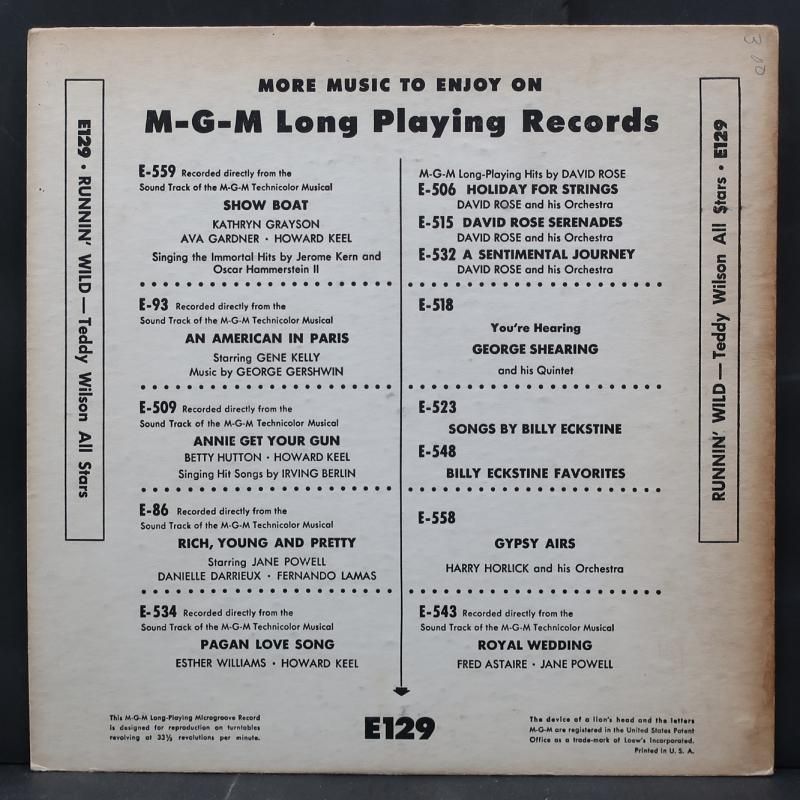 3 00
MORE MUSIC TO ENJOY ON
M-G-M Long Playing Records
E129 • RUNNIN' WILD — Teddy Wilson All Stars
E-559 Recorded directly from the
Sound Track of the M-G-M Technicolor Musical
SHOW BOAT
KATHRYN GRAYSON
AVA GARDNER • HOWARD KEEL
Singing the Immortal Hits by Jerome Kern and
Oscar Hammerstein II
E-93 Recorded directly from the
Sound Track of the M-G-M Technicolor Musical
AN AMERICAN IN PARIS
Starring GENE KELLY
Music by GEORGE GERSHWIN
E-509 Recorded directly from the
Sound Track of the M-G-M Technicolor Musical
ANNIE GET YOUR GUN
BETTY HUTTON • HOWARD KEEL
Singing Hit Songs by IRVING BERLIN
E-86 Recorded directly from the
Sound Track of the M-G-M Technicolor Musical
RICH, YOUNG AND PRETTY
Starring JANE POWELL
DANIELLE DARRIEUX • FERNANDO LAMAS
E-534 Recorded directly from the
Sound Track of the M-G-M Technicolor Musical
PAGAN LOVE SONG
ESTHER WILLIAMS • HOWARD KEEL
M-G-M Long-Playing Hits by DAVID ROSE
E-506 HOLIDAY FOR STRINGS
DAVID ROSE and his Orchestra
E-515 DAVID ROSE SERENADES
DAVID ROSE and his Orchestra
E-532 A SENTIMENTAL JOURNEY
DAVID ROSE and his Orchestra
E-518
You're Hearing
GEORGE SHEARING
and his Quintet
E-523
SONGS BY BILLY ECKSTINE
E-548
BILLY ECKSTINE FAVORITES
E-558
GYPSY AIRS
HARRY HORLICK and his Orchestra
E-543 Recorded directly from the
Sound Track of the M-G-M Technicolor Musical
ROYAL WEDDING
FRED ASTAIRE • JANE POWELL
RUNNIN' WILD — Teddy Wilson All Stars • E129
This M-G-M Long-Playing Microgroove Record
is designed for reproduction on turntables
revolving at 33⅓ revolutions per minute.
E129
The device of a lion's head and the letters
M-G-M are registered in the United States Patent
Office as a trade-mark of Loew's Incorporated.
Printed in U. S. A.